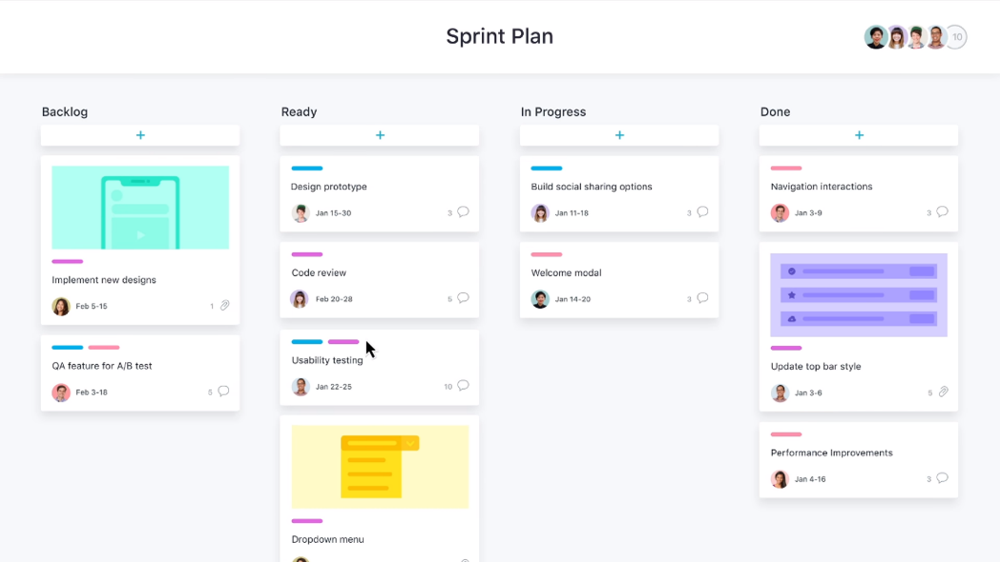 Sprint Plan
10
Backlog
+
Implement new designs
Feb 5-15
1
QA feature for A/B test
Feb 3-18
5
Ready
+
Design prototype
Jan 15-30
3
Code review
Feb 20-28
5
Usability testing
Jan 22-25
10
Dropdown menu
In Progress
+
Build social sharing options
Jan 11-18
3
Welcome modal
Jan 14-20
3
Done
+
Navigation interactions
Jan 3-9
3
Update top bar style
Jan 3-6
5
Performance Improvements
Jan 4-16
3